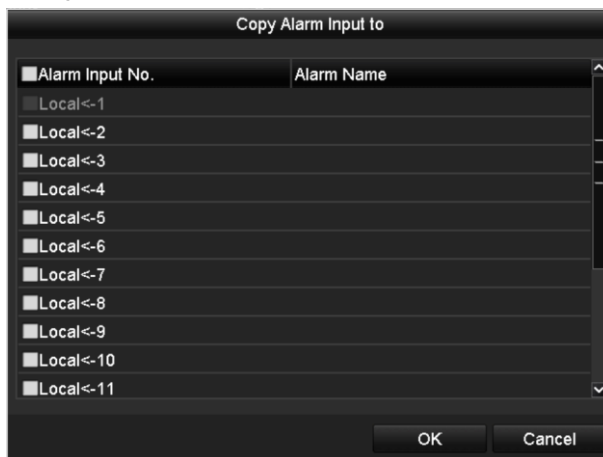 Copy Alarm Input to
Alarm Input No. Alarm Name
Local<-1
Local<-2
Local<-3
Local<-4
Local<-5
Local<-6
Local<-7
Local<-8
Local<-9
Local<-10
Local<-11
OK Cancel